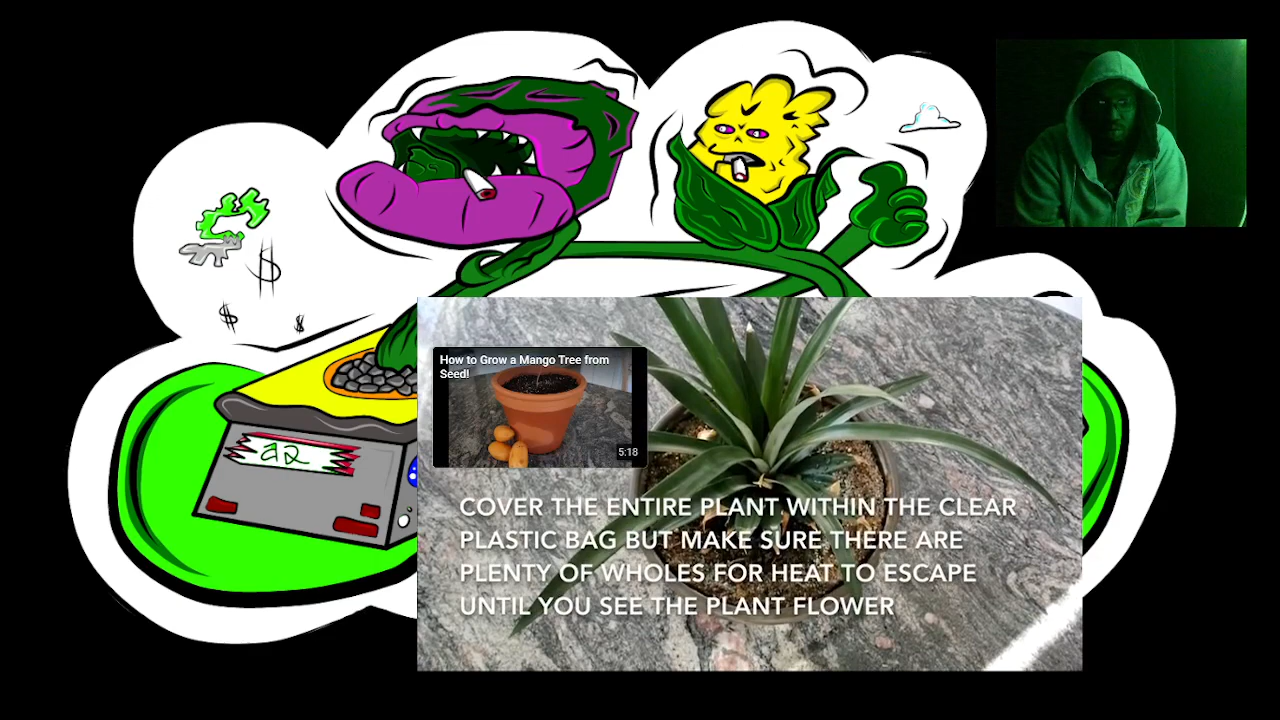 $
$
$
a2
How to Grow a Mango Tree from
Seed!
5:18
COVER THE ENTIRE PLANT WITHIN THE CLEAR
PLASTIC BAG BUT MAKE SURE THERE ARE
PLENTY OF WHOLES FOR HEAT TO ESCAPE
UNTIL YOU SEE THE PLANT FLOWER